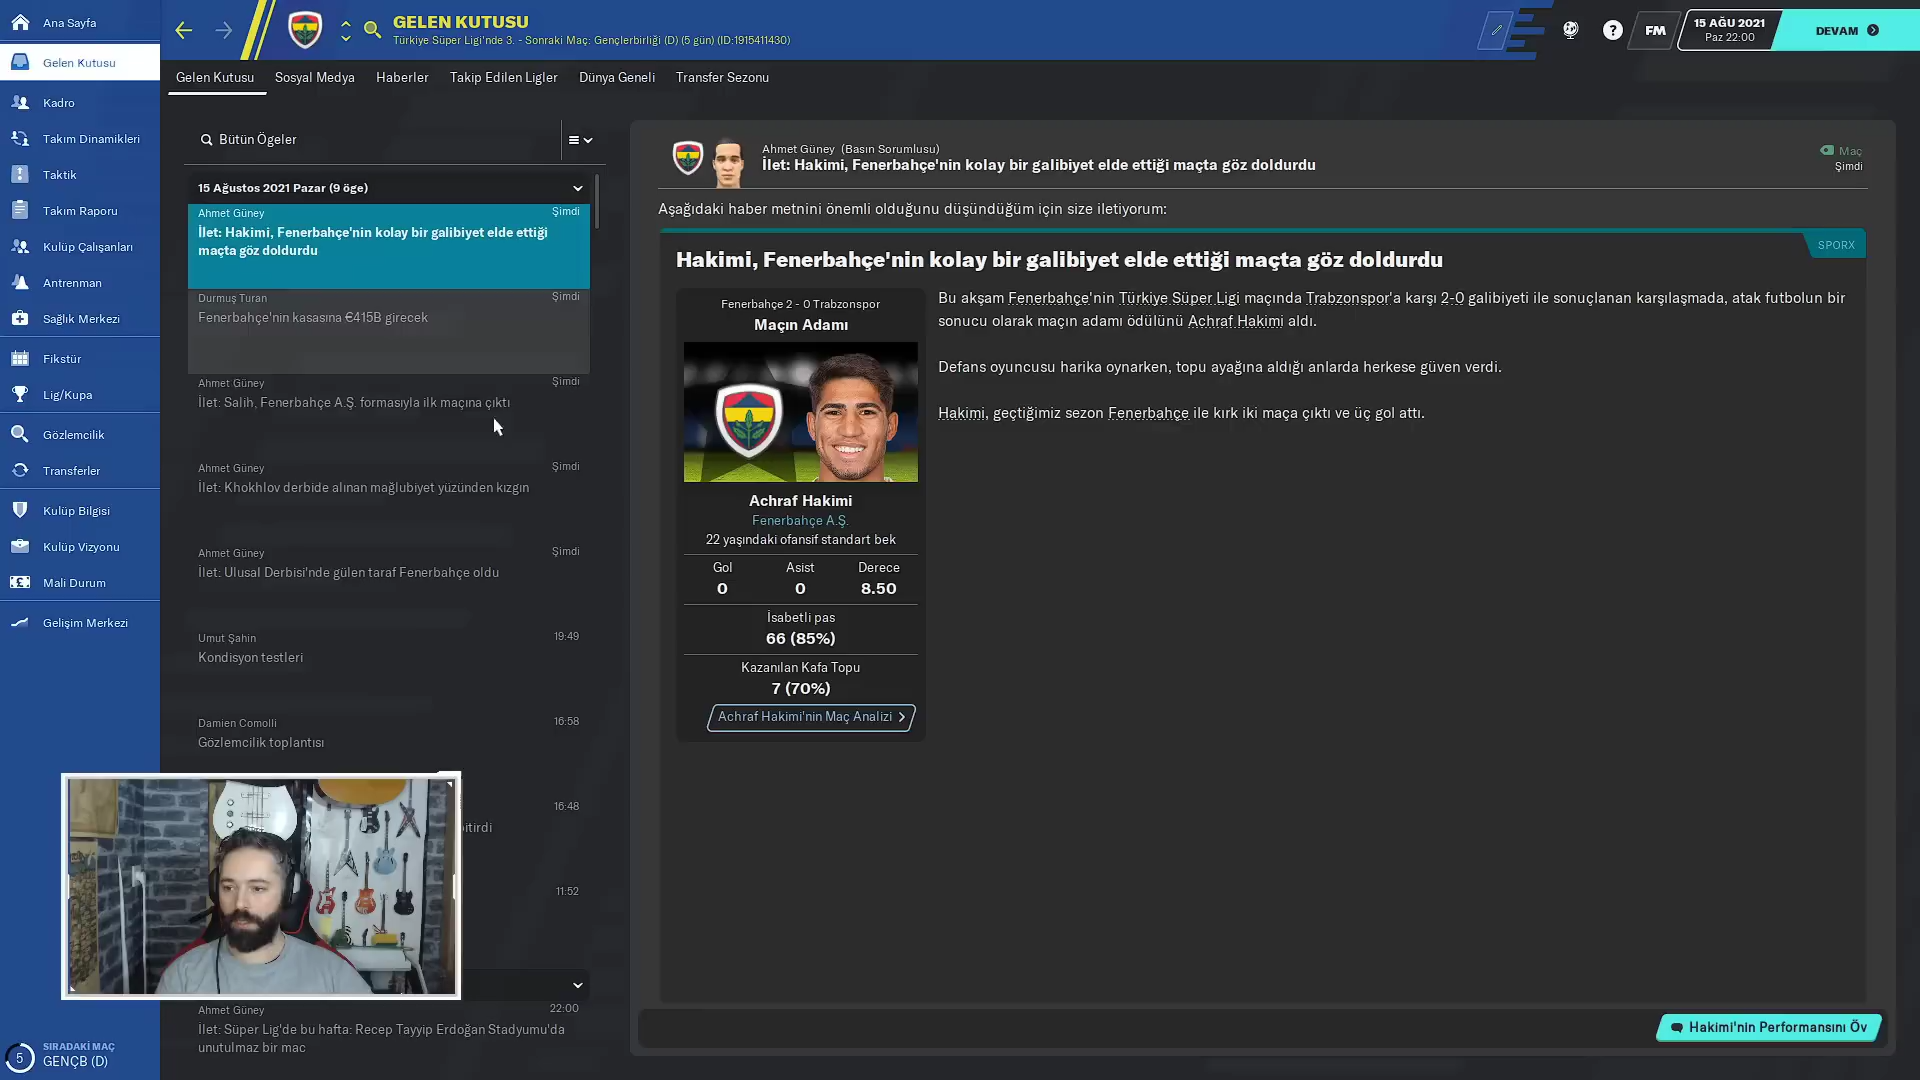 Ana Sayfa
Gelen Kutusu
Kadro
Takım Dinamikleri
Taktik
Takım Raporu
Kulüp Çalışanları
Antrenman
Sağlık Merkezi
Fikstür
Lig/Kupa
Gözlemcilik
Transferler
Kulüp Bilgisi
Kulüp Vizyonu
Mali Durum
Gelişim Merkezi
5
SIRADAKİ MAÇ
GENÇB (D)
GELEN KUTUSU
Türkiye Süper Ligi'nde 3. - Sonraki Maç: Gençlerbirliği (D) (5 gün) (ID:1915411430)
?
FM
15 AĞU 2021
Paz 22:00
DEVAM
Gelen Kutusu
Sosyal Medya
Haberler
Takip Edilen Ligler
Dünya Geneli
Transfer Sezonu
Bütün Ögeler
15 Ağustos 2021 Pazar (9 öge)
Ahmet Güney
Şimdi
İlet: Hakimi, Fenerbahçe'nin kolay bir galibiyet elde ettiği
maçta göz doldurdu
Durmuş Turan
Şimdi
Fenerbahçe'nin kasasına €415B girecek
Ahmet Güney
Şimdi
İlet: Salih, Fenerbahçe A.Ş. formasıyla ilk maçına çıktı
Ahmet Güney
Şimdi
İlet: Khokhlov derbide alınan mağlubiyet yüzünden kızgın
Ahmet Güney
Şimdi
İlet: Ulusal Derbisi'nde gülen taraf Fenerbahçe oldu
Umut Şahin
19:49
Kondisyon testleri
Damien Comolli
16:58
Gözlemcilik toplantısı
16:48
bitirdi
11:52
Ahmet Güney
22:00
İlet: Süper Lig'de bu hafta: Recep Tayyip Erdoğan Stadyumu'da
unutulmaz bir maç
Ahmet Güney (Basın Sorumlusu)
İlet: Hakimi, Fenerbahçe'nin kolay bir galibiyet elde ettiği maçta göz doldurdu
Maç
Şimdi
Aşağıdaki haber metnini önemli olduğunu düşündüğüm için size iletiyorum:
SPORX
Hakimi, Fenerbahçe'nin kolay bir galibiyet elde ettiği maçta göz doldurdu
Fenerbahçe 2 - 0 Trabzonspor
Maçın Adamı
Achraf Hakimi
Fenerbahçe A.Ş.
22 yaşındaki ofansif standart bek
Gol
Asist
Derece
0
0
8.50
İsabetli pas
66 (85%)
Kazanılan Kafa Topu
7 (70%)
Achraf Hakimi'nin Maç Analizi
Bu akşam Fenerbahçe'nin Türkiye Süper Ligi maçında Trabzonspor'a karşı 2-0 galibiyeti ile sonuçlanan karşılaşmada, atak futbolun bir
sonucu olarak maçın adamı ödülünü Achraf Hakimi aldı.
Defans oyuncusu harika oynarken, topu ayağına aldığı anlarda herkese güven verdi.
Hakimi, geçtiğimiz sezon Fenerbahçe ile kırk iki maça çıktı ve üç gol attı.
Hakimi'nin Performansını Öv